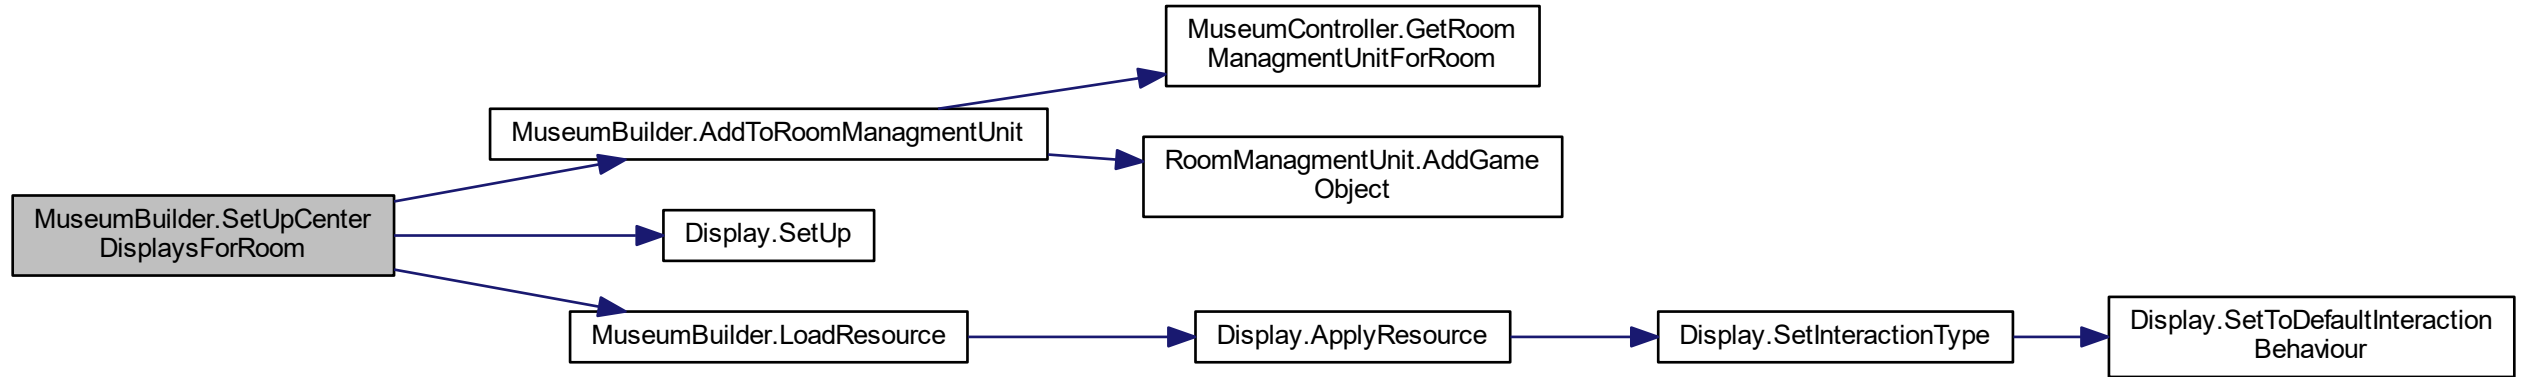 MuseumController.GetRoom
ManagmentUnitForRoom
MuseumBuilder.AddToRoomManagmentUnit
RoomManagmentUnit.AddGame
Object
MuseumBuilder.SetUpCenter
DisplaysForRoom
Display.SetUp
MuseumBuilder.LoadResource
Display.ApplyResource
Display.SetInteractionType
Display.SetToDefaultInteraction
Behaviour